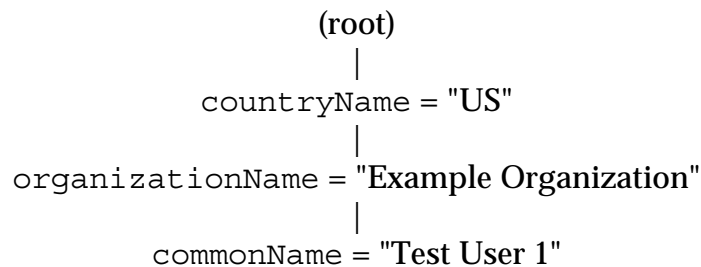 (root)
|
countryName = "US"
|
organizationName = "Example Organization"
|
commonName = "Test User 1"